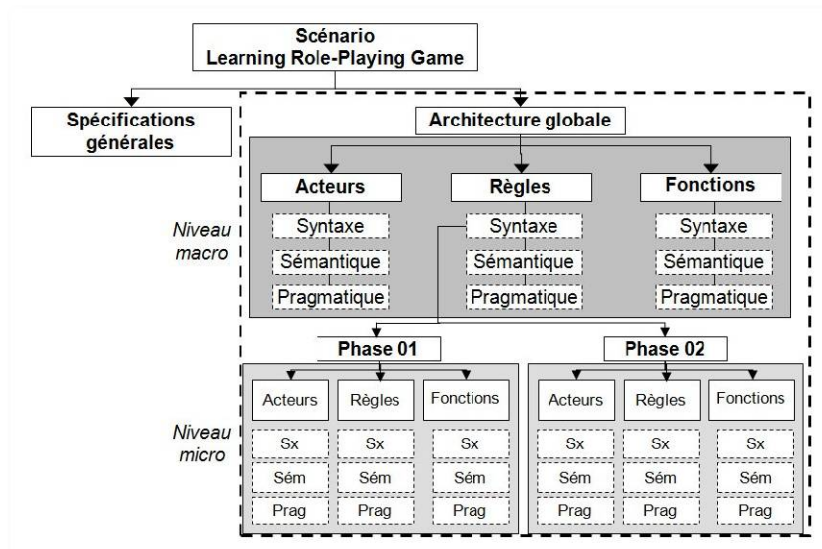 Scénario
Learning Role-Playing Game
Spécifications
générales
Architecture globale
Niveau
macro
Acteurs
Règles
Fonctions
Syntaxe
Syntaxe
Syntaxe
Sémantique
Sémantique
Sémantique
Pragmatique
Pragmatique
Pragmatique
Phase 01
Phase 02
Niveau
micro
Acteurs
Règles
Fonctions
Acteurs
Règles
Fonctions
Sx
Sx
Sx
Sx
Sx
Sx
Sém
Sém
Sém
Sém
Sém
Sém
Prag
Prag
Prag
Prag
Prag
Prag